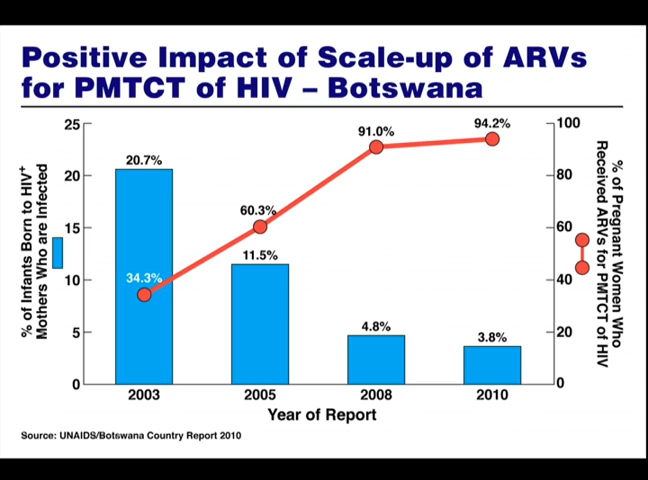 Positive Impact of Scale-up of ARVs
for PMTCT of HIV – Botswana
% of Infants Born to HIV+
Mothers Who are Infected
25
20
15
10
5
0
20.7%
11.5%
4.8%
3.8%
34.3%
60.3%
91.0%
94.2%
100
80
60
40
20
0
% of Pregnant Women Who
Received ARVs for PMTCT of HIV
2003 2005 2008 2010
Year of Report
Source: UNAIDS/Botswana Country Report 2010